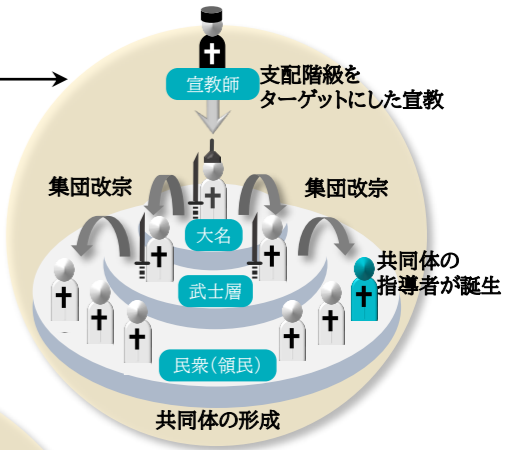 宣教師
支配階級を
ターゲットにした宣教
集団改宗
集団改宗
大名
共同体の
指導者が誕生
武士層
民衆(領民)
共同体の形成